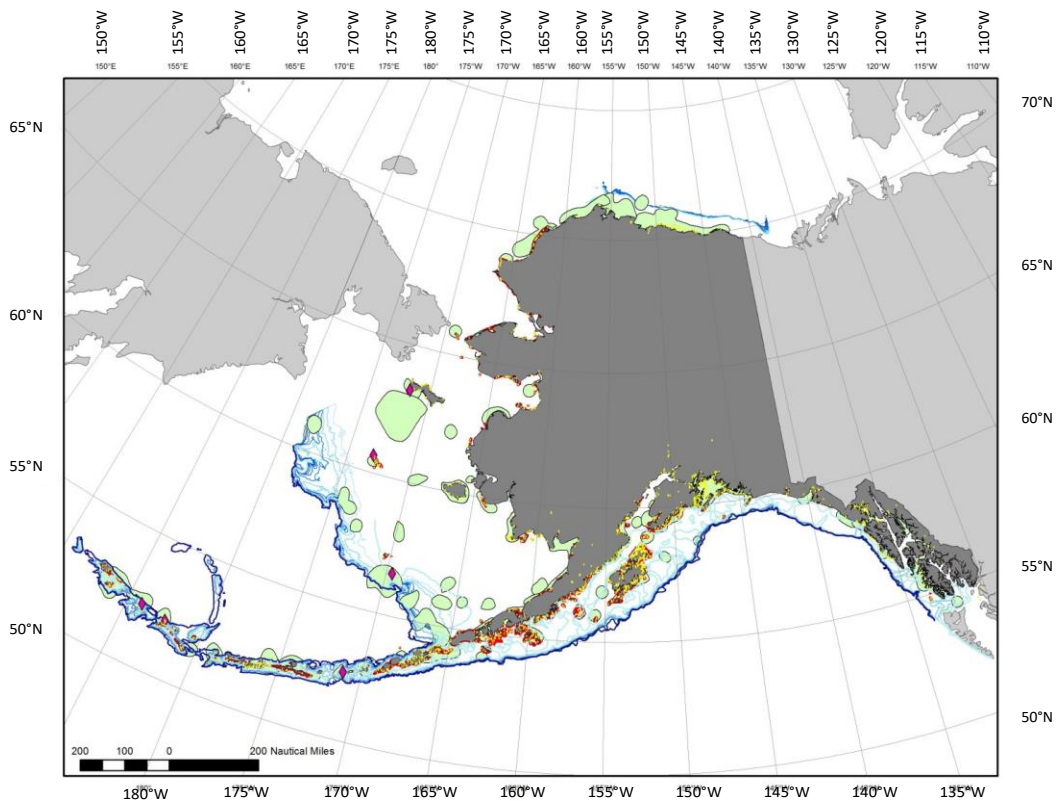 150°W 155°W 160°W 165°W 170°W 175°W 180°W 175°W 170°W 165°W 160°W 155°W 150°W 145°W 140°W 135°W 130°W 125°W 120°W 115°W 110°W
150°E 155°E 160°E 165°E 170°E 175°E 180° 175°W 170°W 165°W 160°W 155°W 150°W 145°W 140°W 135°W 130°W 125°W 120°W 115°W 110°W
70°N
65°N
65°N
60°N
60°N
55°N
55°N
50°N
50°N
200 100 0 200 Nautical Miles
180°W 175°W 170°W 165°W 160°W 155°W 150°W 145°W 140°W 135°W